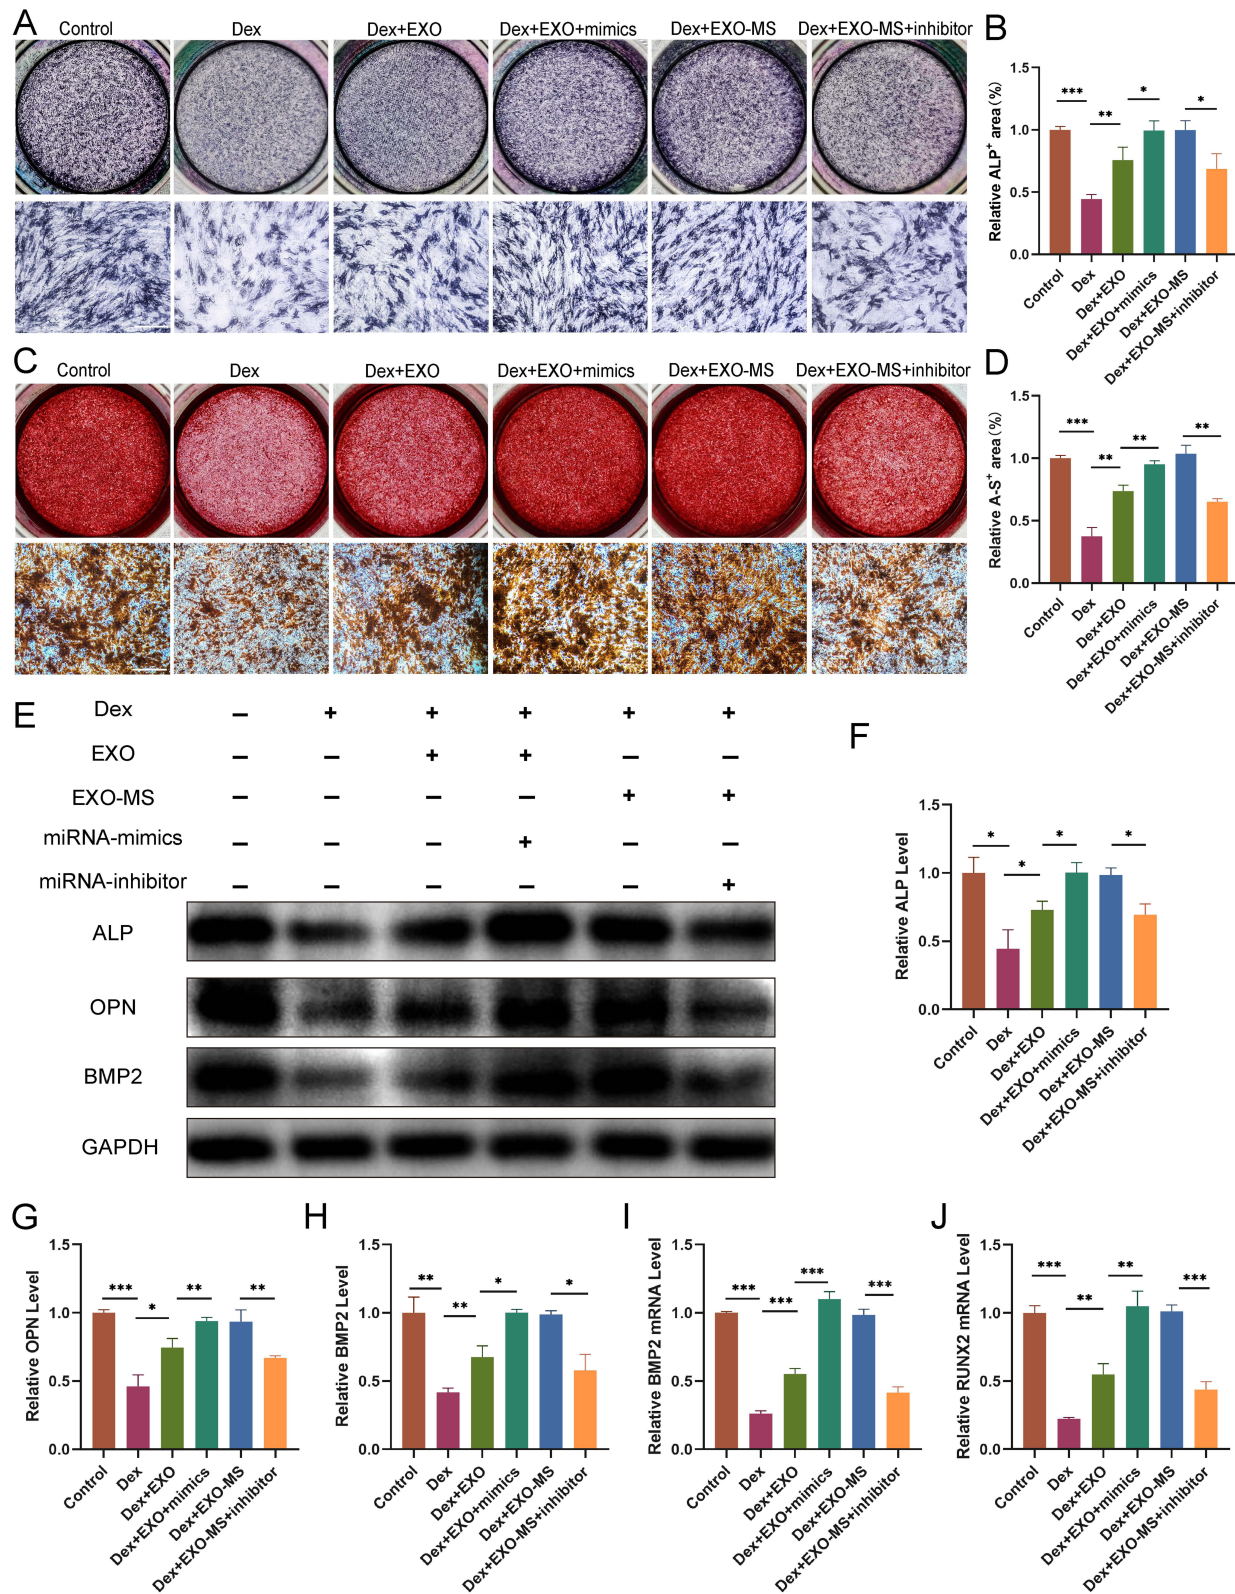 A
Control Dex Dex+EXO Dex+EXO+mimics Dex+EXO-MS Dex+EXO-MS+inhibitor
B
Relative ALP+ area(%)
1.5
1.0
0.5
0.0
*** ** * *
Control Dex Dex+EXO Dex+EXO+mimics Dex+EXO-MS Dex+EXO-MS+inhibitor
C
Control Dex Dex+EXO Dex+EXO+mimics Dex+EXO-MS Dex+EXO-MS+inhibitor
D
Relative A-S+ area(%)
1.5
1.0
0.5
0.0
*** ** ** **
Control Dex Dex+EXO Dex+EXO+mimics Dex+EXO-MS Dex+EXO-MS+inhibitor
E
Dex – + + + + +
EXO – – + + – –
EXO-MS – – – – + +
miRNA-mimics – – – + – –
miRNA-inhibitor – – – – – +
ALP
OPN
BMP2
GAPDH
F
Relative ALP Level
1.5
1.0
0.5
0.0
* * * *
Control Dex Dex+EXO Dex+EXO+mimics Dex+EXO-MS Dex+EXO-MS+inhibitor
G
Relative OPN Level
1.5
1.0
0.5
0.0
*** * ** **
Control Dex Dex+EXO Dex+EXO+mimics Dex+EXO-MS Dex+EXO-MS+inhibitor
H
Relative BMP2 Level
1.5
1.0
0.5
0.0
** ** * *
Control Dex Dex+EXO Dex+EXO+mimics Dex+EXO-MS Dex+EXO-MS+inhibitor
I
Relative BMP2 mRNA Level
1.5
1.0
0.5
0.0
*** *** *** ***
Control Dex Dex+EXO Dex+EXO+mimics Dex+EXO-MS Dex+EXO-MS+inhibitor
J
Relative RUNX2 mRNA Level
1.5
1.0
0.5
0.0
*** ** ** ***
Control Dex Dex+EXO Dex+EXO+mimics Dex+EXO-MS Dex+EXO-MS+inhibitor